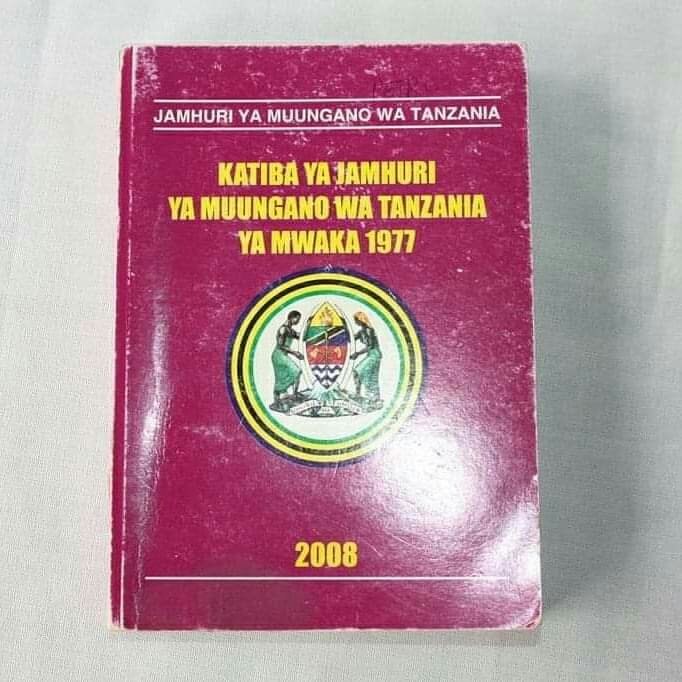 JAMHURI YA MUUNGANO WA TANZANIA
KATIBA YA JAMHURI
YA MUUNGANO WA TANZANIA
YA MWAKA 1977
2008